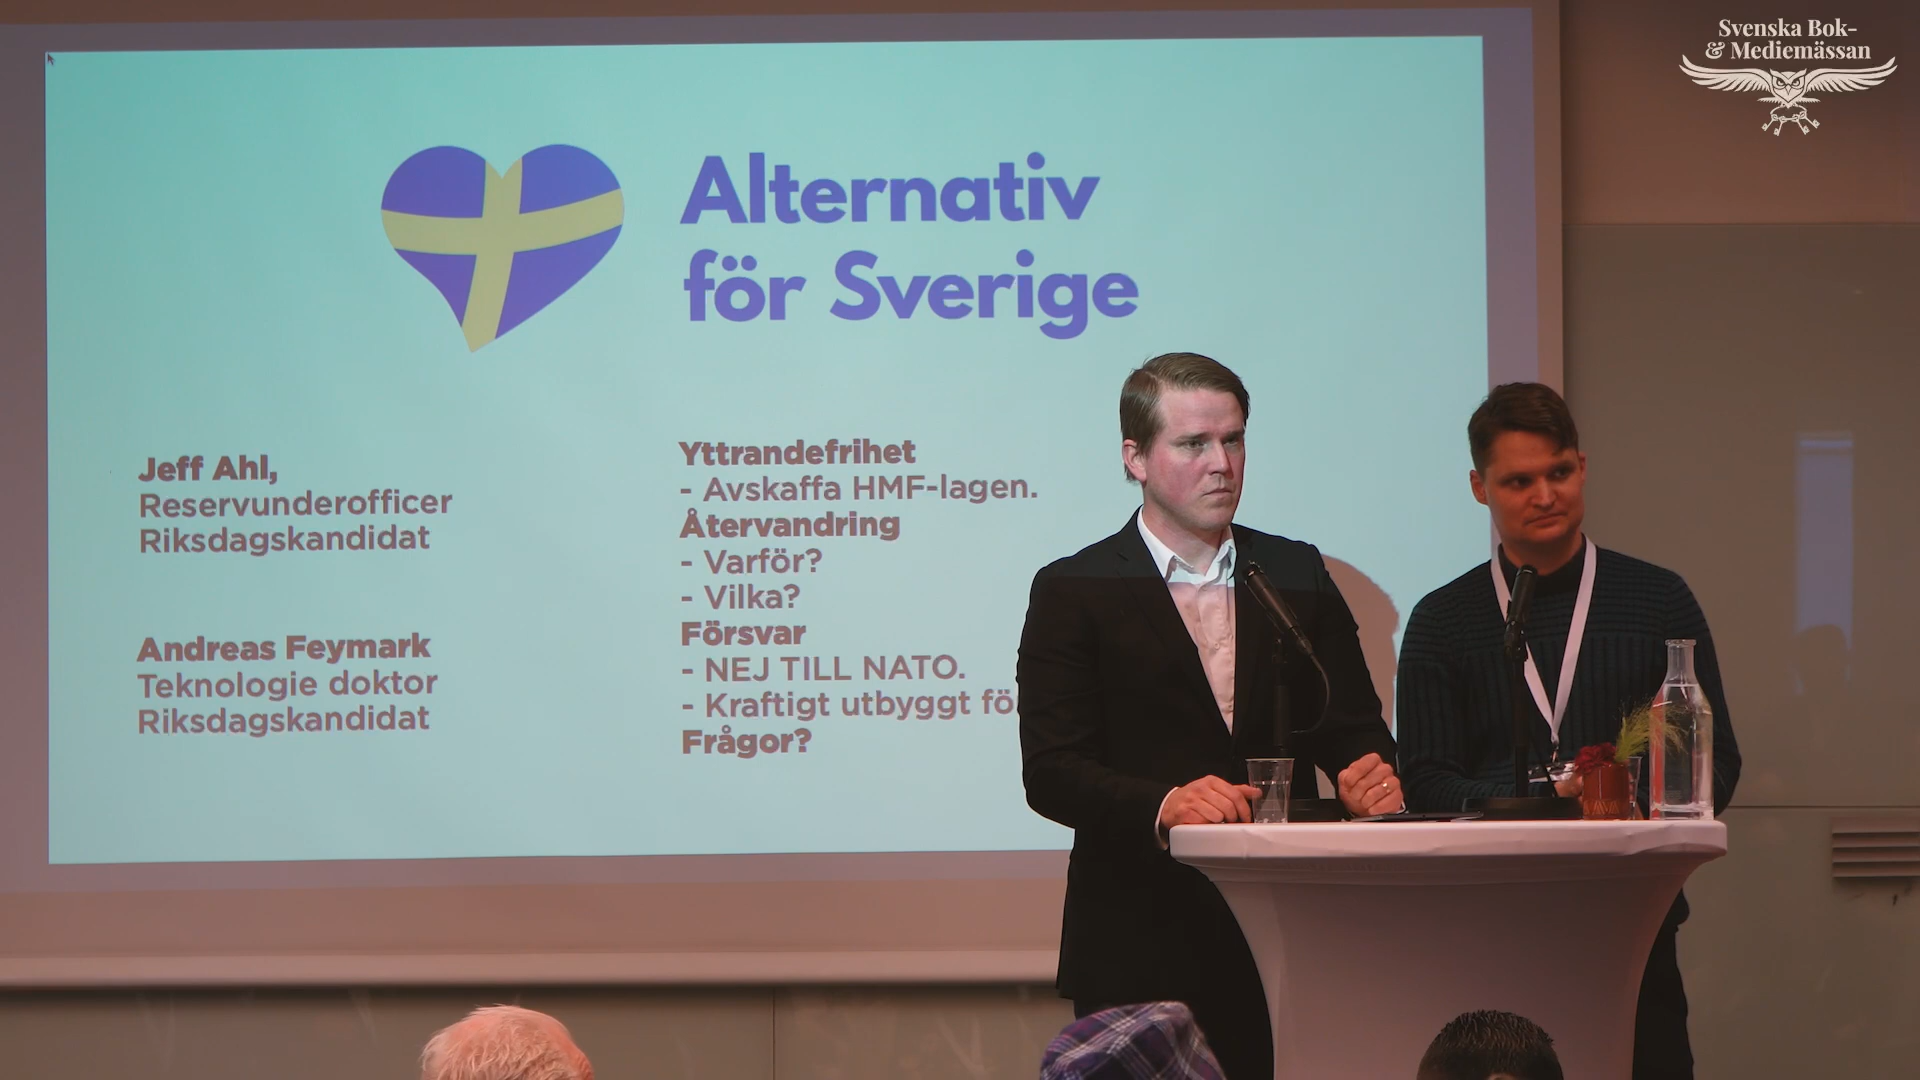 Svenska Bok-
& Mediemässan
Alternativ
för Sverige
Jeff Ahl,
Reservunderofficer
Riksdagskandidat
Andreas Feymark
Teknologie doktor
Riksdagskandidat
Yttrandefrihet
- Avskaffa HMF-lagen.
Återvandring
- Varför?
- Vilka?
Försvar
- NEJ TILL NATO.
- Kraftigt utbyggt
Frågor?